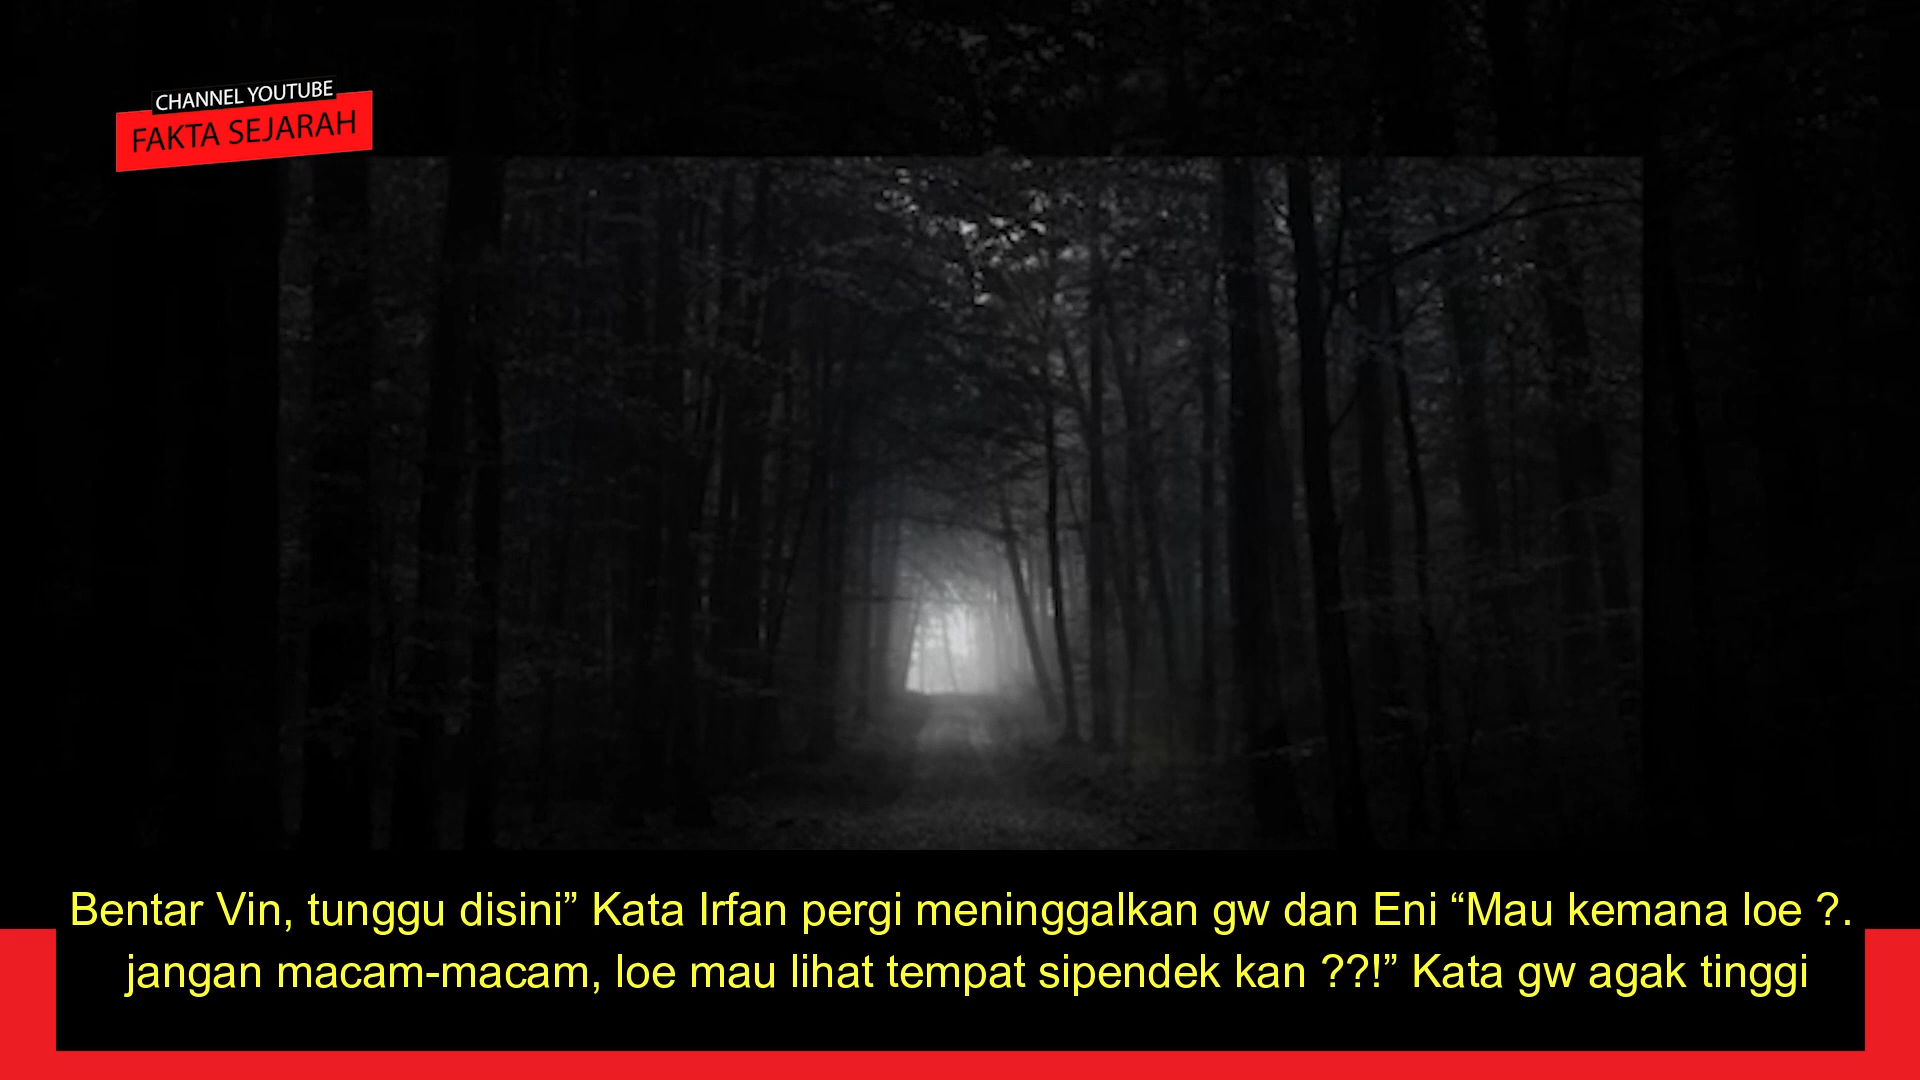 CHANNEL YOUTUBE
FAKTA SEJARAH
Bentar Vin, tunggu disini” Kata Irfan pergi meninggalkan gw dan Eni “Mau kemana loe ?.
jangan macam-macam, loe mau lihat tempat sipendek kan ??!” Kata gw agak tinggi